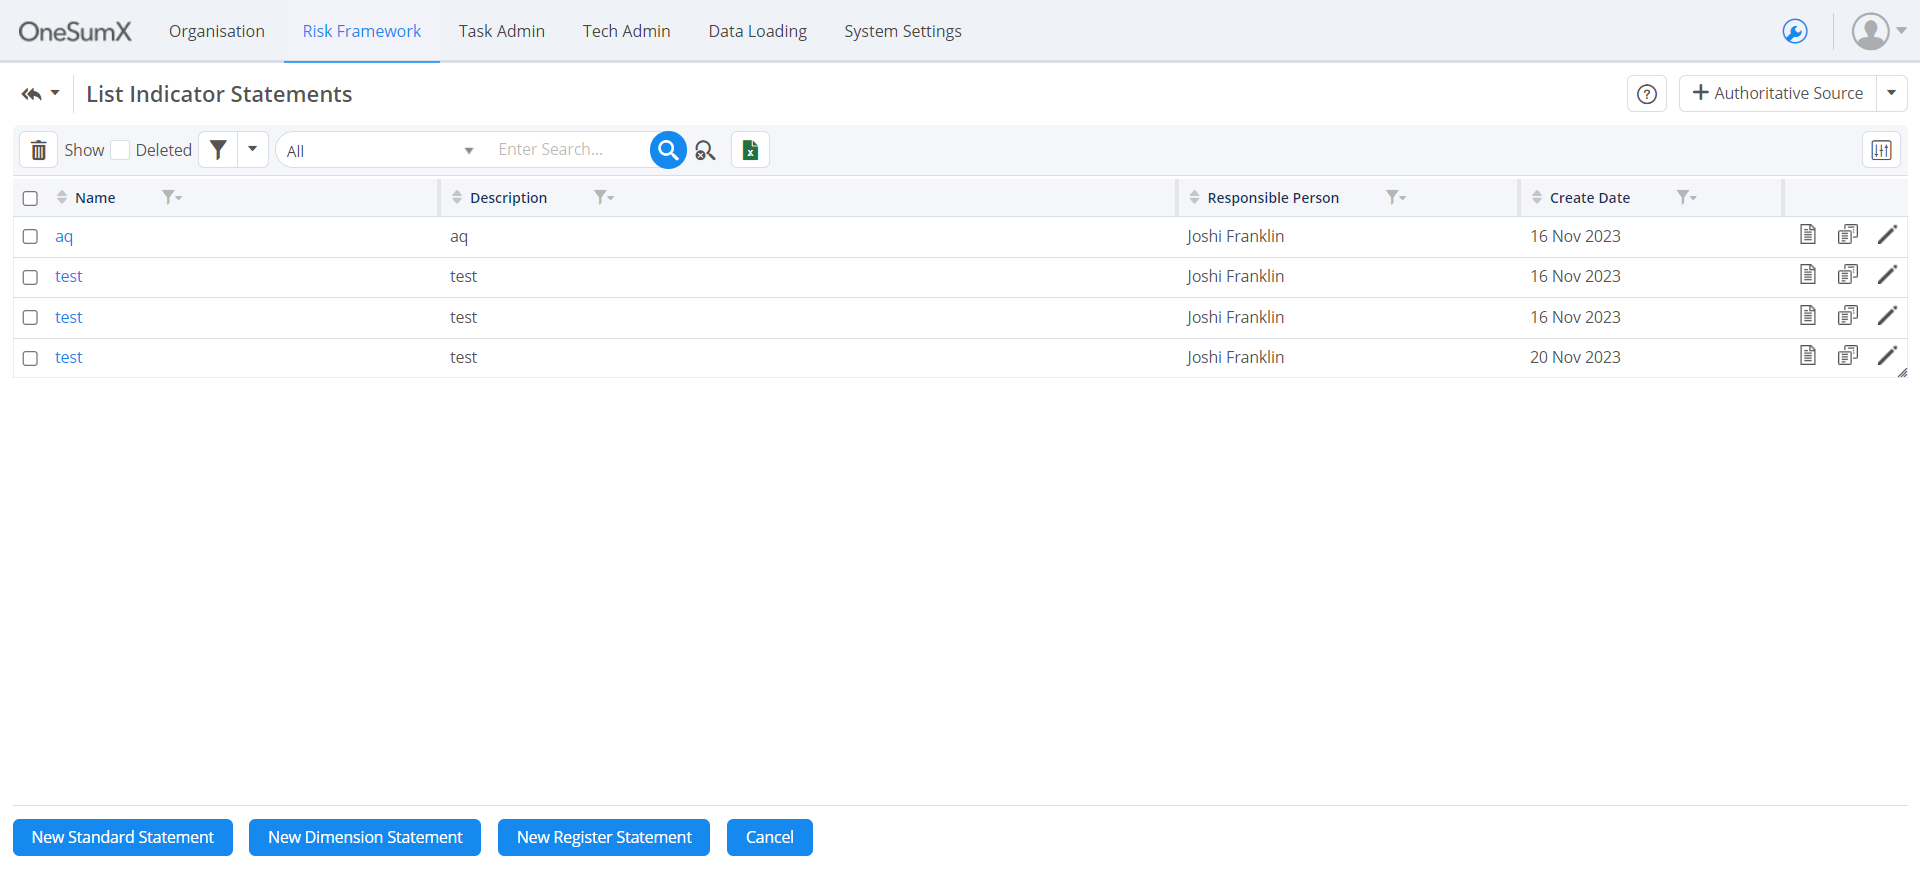 OneSumX Organisation Risk Framework Task Admin Tech Admin Data Loading System Settings
List Indicator Statements
Authoritative Source
Show Deleted All Enter Search...
Name Description Responsible Person Create Date
aq aq Joshi Franklin 16 Nov 2023
test test Joshi Franklin 16 Nov 2023
test test Joshi Franklin 16 Nov 2023
test test Joshi Franklin 20 Nov 2023
New Standard Statement New Dimension Statement New Register Statement Cancel